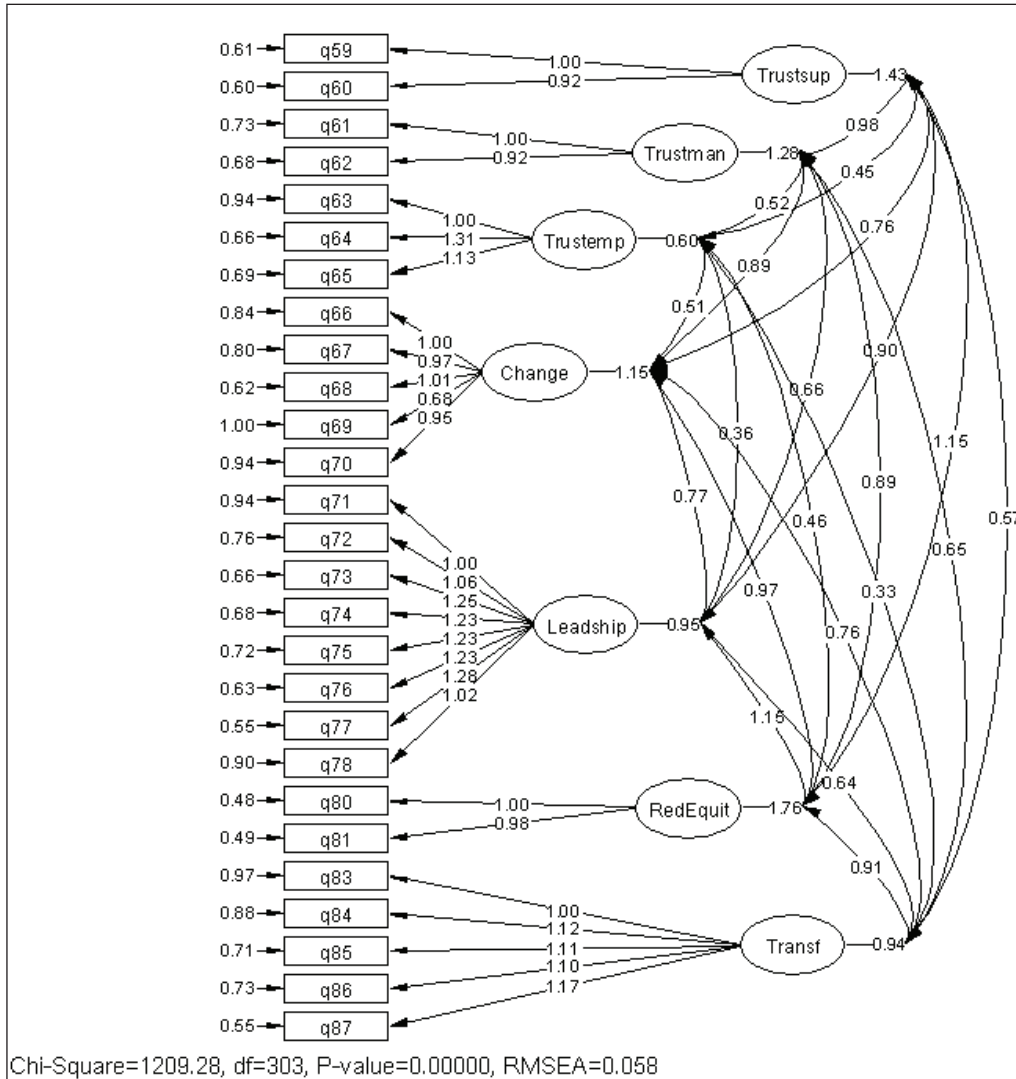 0.61 q59
1.00
1.43
Trustsup
0.92
0.60 q60
0.73 q61
0.98
1.00
Trustman
1.28
0.68 q62
0.92
0.45
0.94 q63
0.52
1.00
0.76
0.66 q64
1.31
Trustemp
0.60
1.13
0.89
0.69 q65
0.84 q66
0.51
1.00
0.80 q67
0.97
0.90
Change
1.15
0.62 q68
1.01
0.66
0.68
1.00 q69
0.95
0.36
1.15
0.94 q70
0.89
0.77
0.94 q71
0.57
0.76 q72
0.46
0.65
1.00
1.06
0.66 q73
1.25
0.97
0.33
0.68 q74
1.23
Leadship
0.95
0.76
0.72 q75
1.23
1.23
0.63 q76
1.28
1.02
0.55 q77
1.15
0.90 q78
0.64
0.48 q80
1.00
RedEquit
1.76
0.98
0.49 q81
0.91
0.97 q83
1.00
0.88 q84
1.12
Transf
0.94
0.71 q85
1.11
1.10
0.73 q86
1.17
0.55 q87
Chi-Square=1209.28, df=303, P-value=0.00000, RMSEA=0.058